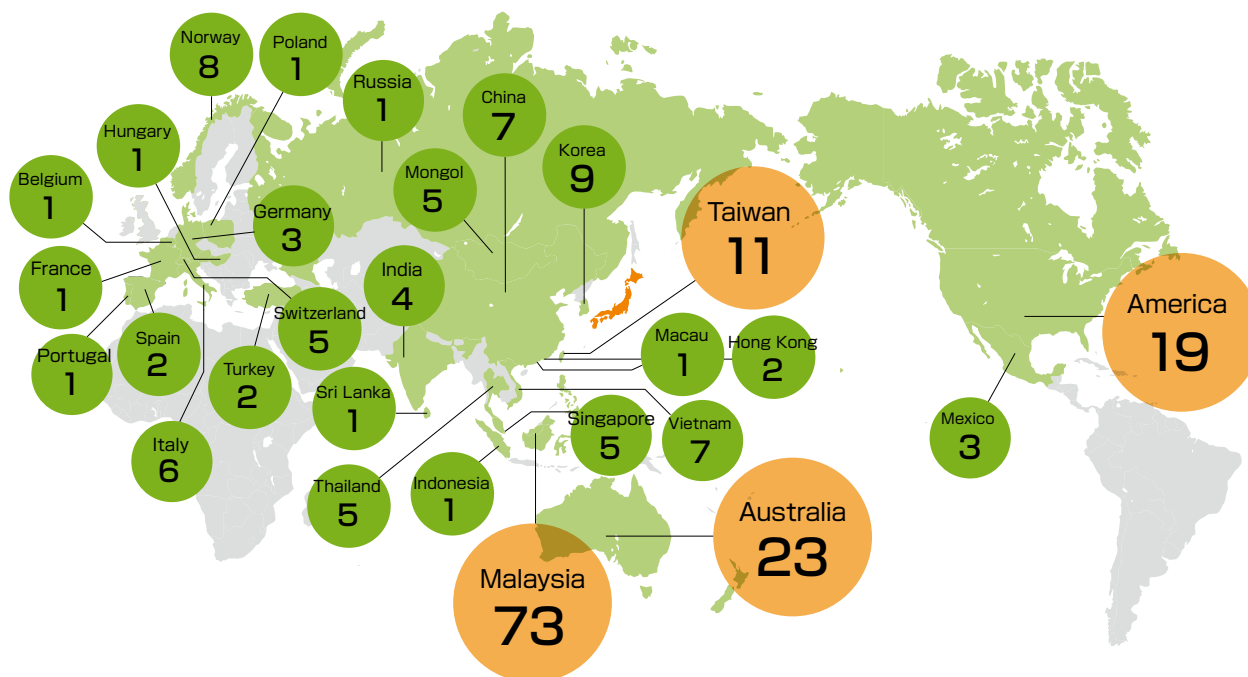 Norway
8
Poland
1
Russia
1
China
7
Hungary
1
Korea
9
Mongol
5
Belgium
1
Germany
3
Taiwan
11
France
1
India
4
America
19
Switzerland
5
Spain
2
Portugal
1
Turkey
2
Macau
1
Hong Kong
2
Sri Lanka
1
Singapore
5
Vietnam
7
Mexico
3
Italy
6
Thailand
5
Indonesia
1
Australia
23
Malaysia
73